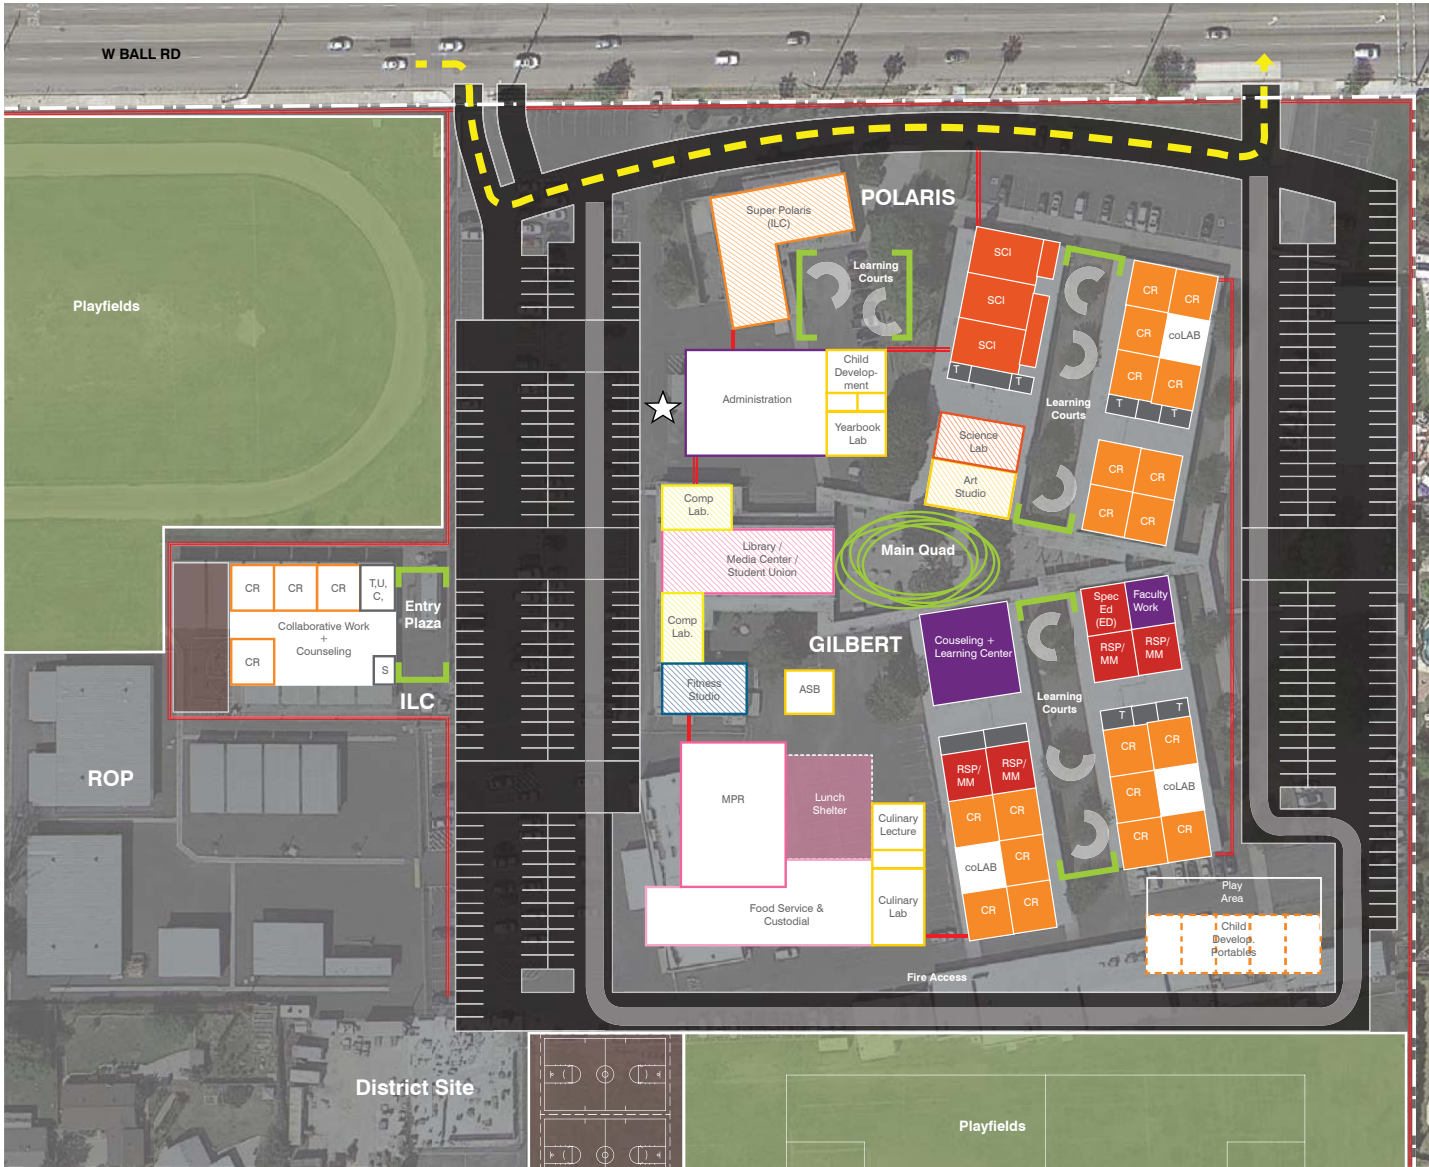 W BALL RD
POLARIS
Super Polaris
(ILC)
Learning
Courts
SCI
SCI
SCI
T
T
CR
CR
CR
coLAB
CR
CR
T
T
Playfields
Administration
Child
Develop-
ment
Yearbook
Lab
Learning
Courts
Science
Lab
Art
Studio
CR
CR
CR
CR
Comp
Lab.
Library /
Media Center /
Student Union
Main Quad
Comp
Lab.
Fitness
Studio
GILBERT
ASB
Couseling +
Learning Center
Spec
Ed
(ED)
Faculty
Work
RSP/
MM
RSP/
MM
CR
CR
CR
T,U,
C,
Collaborative Work
+
Counseling
CR
S
Entry
Plaza
ILC
Learning
Courts
T
T
CR
CR
CR
coLAB
CR
CR
RSP/
MM
RSP/
MM
CR
CR
coLAB
CR
CR
CR
ROP
MPR
Lunch
Shelter
Culinary
Lecture
Culinary
Lab
Food Service &
Custodial
Play
Area
Child
Develop.
Portables
Fire Access
District Site
Playfields